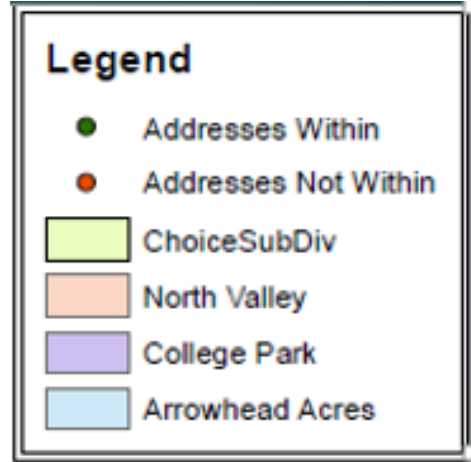 Legend
Addresses Within
Addresses Not Within
ChoiceSubDiv
North Valley
College Park
Arrowhead Acres